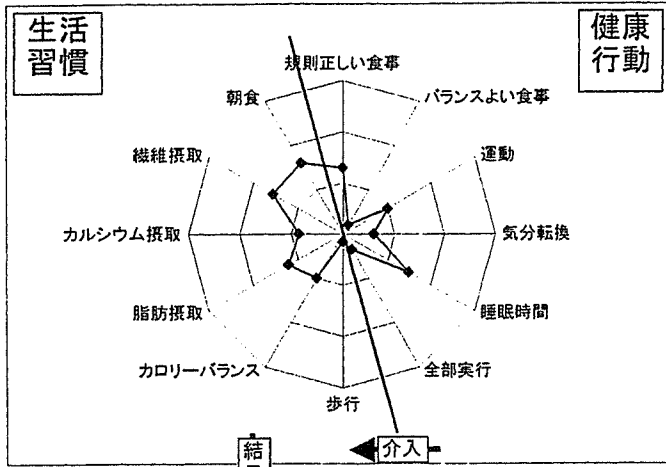 生活
習慣
健康
行動
規則正しい食事
朝食
バランスよい食事
繊維摂取
運動
カルシウム摂取
気分転換
脂肪摂取
睡眠時間
カロリーバランス
全部実行
歩行
結
介入